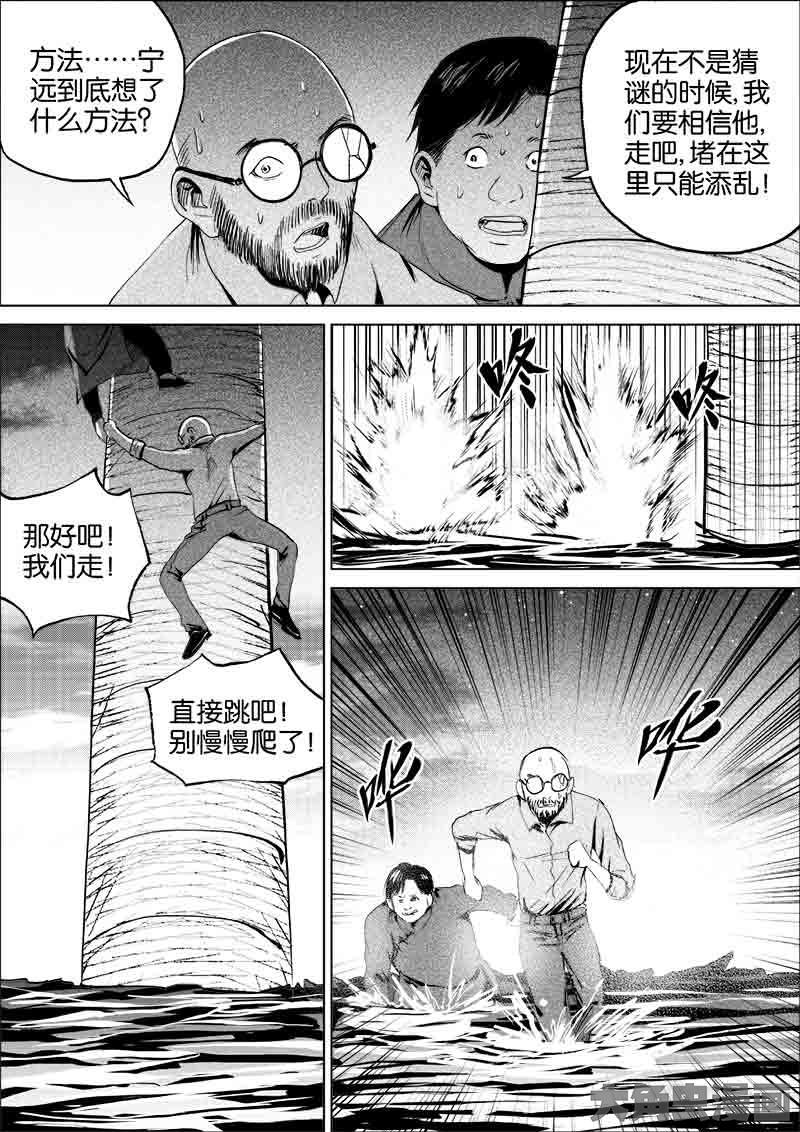 方法……宁
远到底想了
什么方法？
现在不是猜
谜的时候,我
们要相信他,
走吧,堵在这
里只能添乱！
那好吧！
我们走！
直接跳吧！
别慢慢爬了！
咚
咚
哗
哗
大角虫漫画